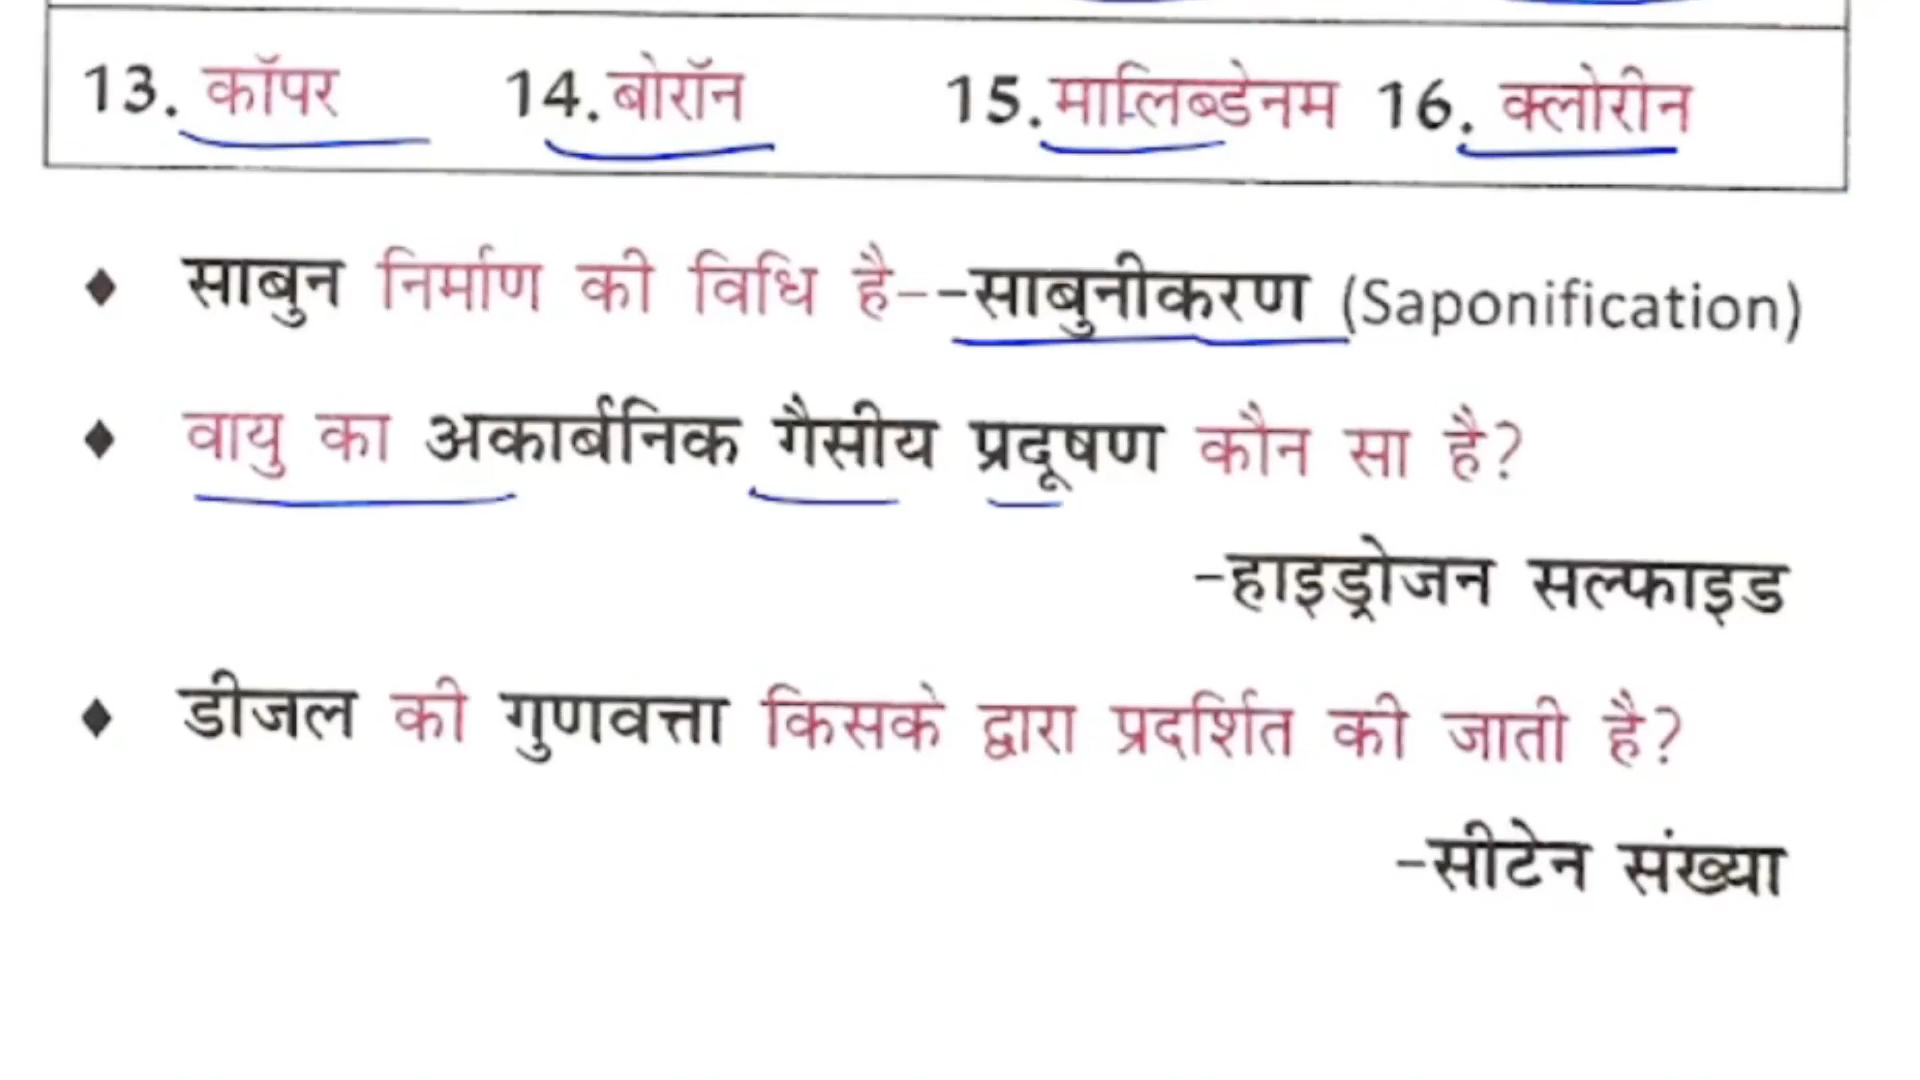 13. कॉपर 14. बोरॉन 15. मालिब्डेनम 16. क्लोरीन
♦ साबुन निर्माण की विधि है--साबुनीकरण (Saponification)
♦ वायु का अकार्बनिक गैसीय प्रदूषण कौन सा है?
-हाइड्रोजन सल्फाइड
♦ डीजल की गुणवत्ता किसके द्वारा प्रदर्शित की जाती है?
-सीटेन संख्या